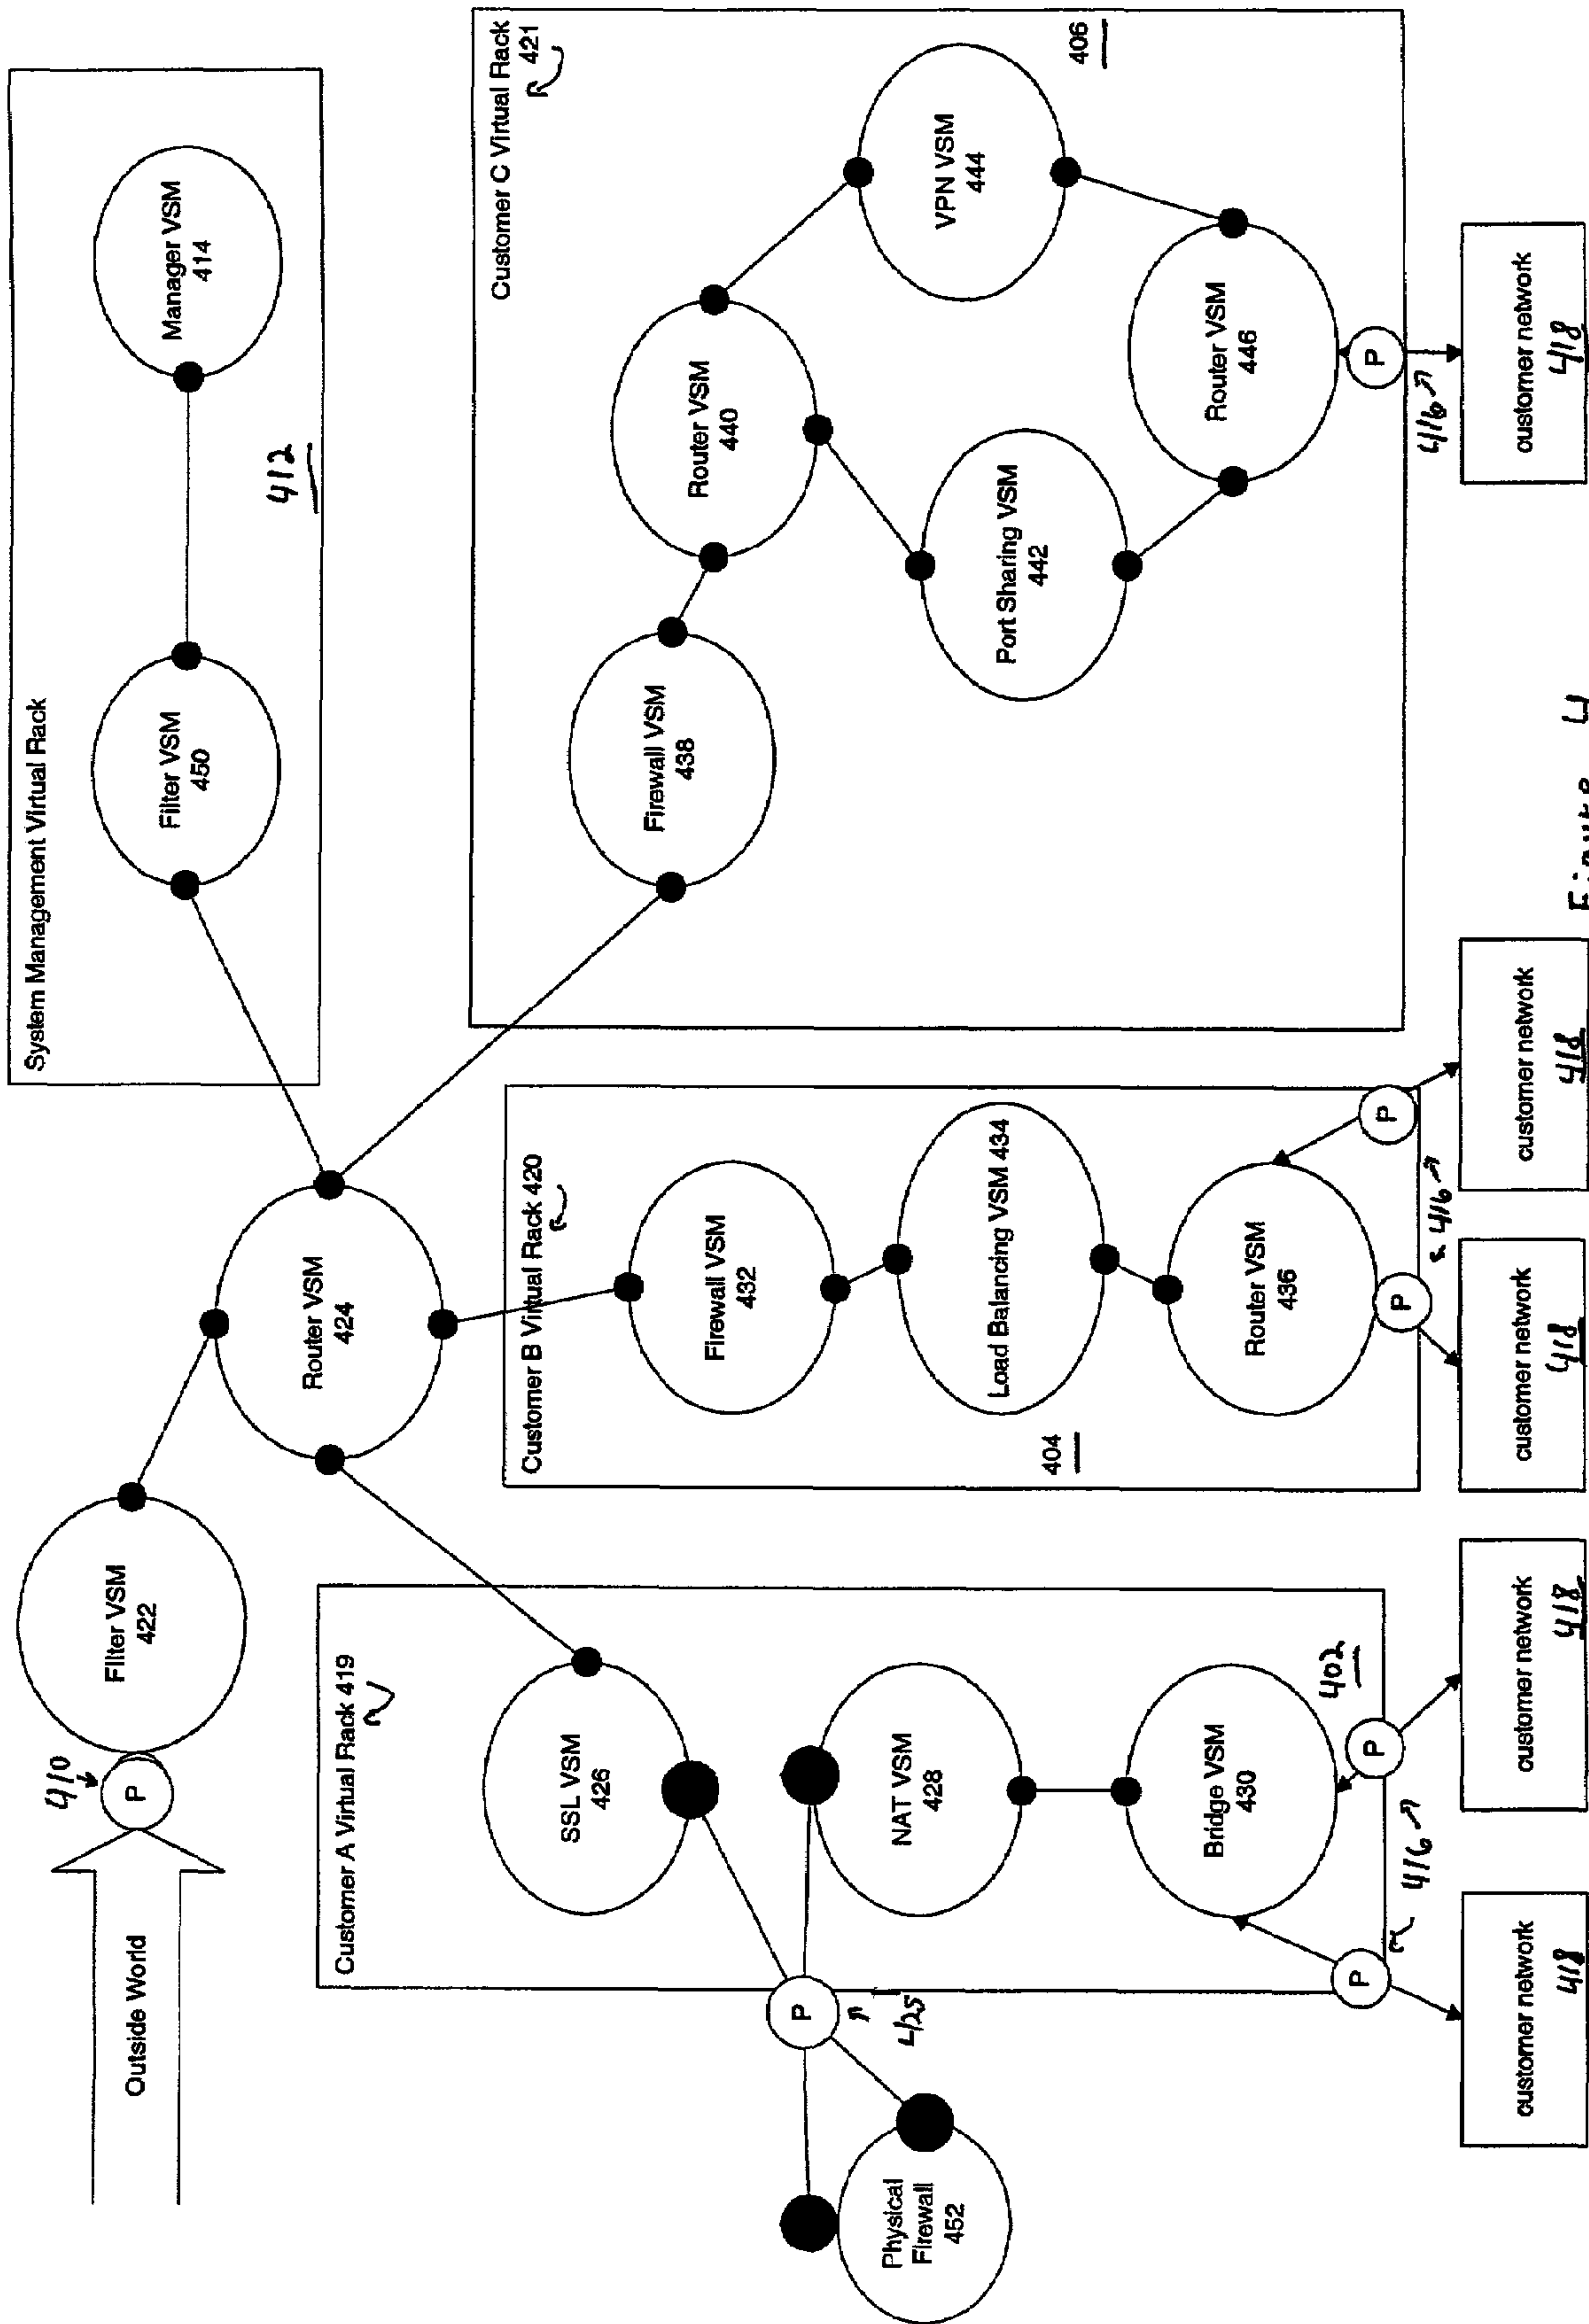 Outside World
410
P
Filter VSM
422
Router VSM
424
System Management Virtual Rack
Filter VSM
450
Manager VSM
414
412
Customer A Virtual Rack 419
SSL VSM
426
P
425
Physical
Firewall
452
NAT VSM
428
Bridge VSM
430
402
P
P
416
Customer B Virtual Rack 420
Firewall VSM
432
Load Balancing VSM 434
404
Router VSM
436
P
P
416
Customer C Virtual Rack
421
Firewall VSM
438
Router VSM
440
Port Sharing VSM
442
VPN VSM
444
Router VSM
446
406
P
416
customer network
418
customer network
418
customer network
418
customer network
418
customer network
418
Figure 4